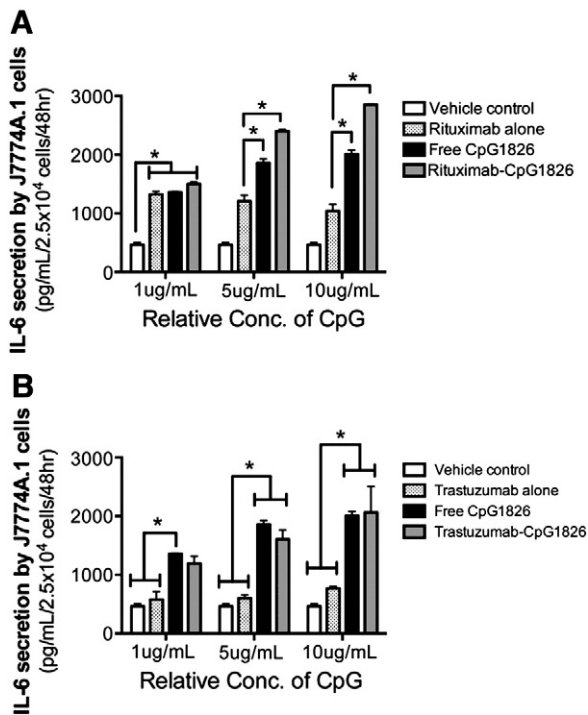 A
IL-6 secretion by J7774A.1 cells
(pg/mL/2.5x10⁴ cells/48hr)
3000
2000
1000
0
*
*
*
*
*
Vehicle control
Rituximab alone
Free CpG1826
Rituximab-CpG1826
1ug/mL 5ug/mL 10ug/mL
Relative Conc. of CpG
B
IL-6 secretion by J7774A.1 cells
(pg/mL/2.5x10⁴ cells/48hr)
3000
2000
1000
0
*
*
*
Vehicle control
Trastuzumab alone
Free CpG1826
Trastuzumab-CpG1826
1ug/mL 5ug/mL 10ug/mL
Relative Conc. of CpG